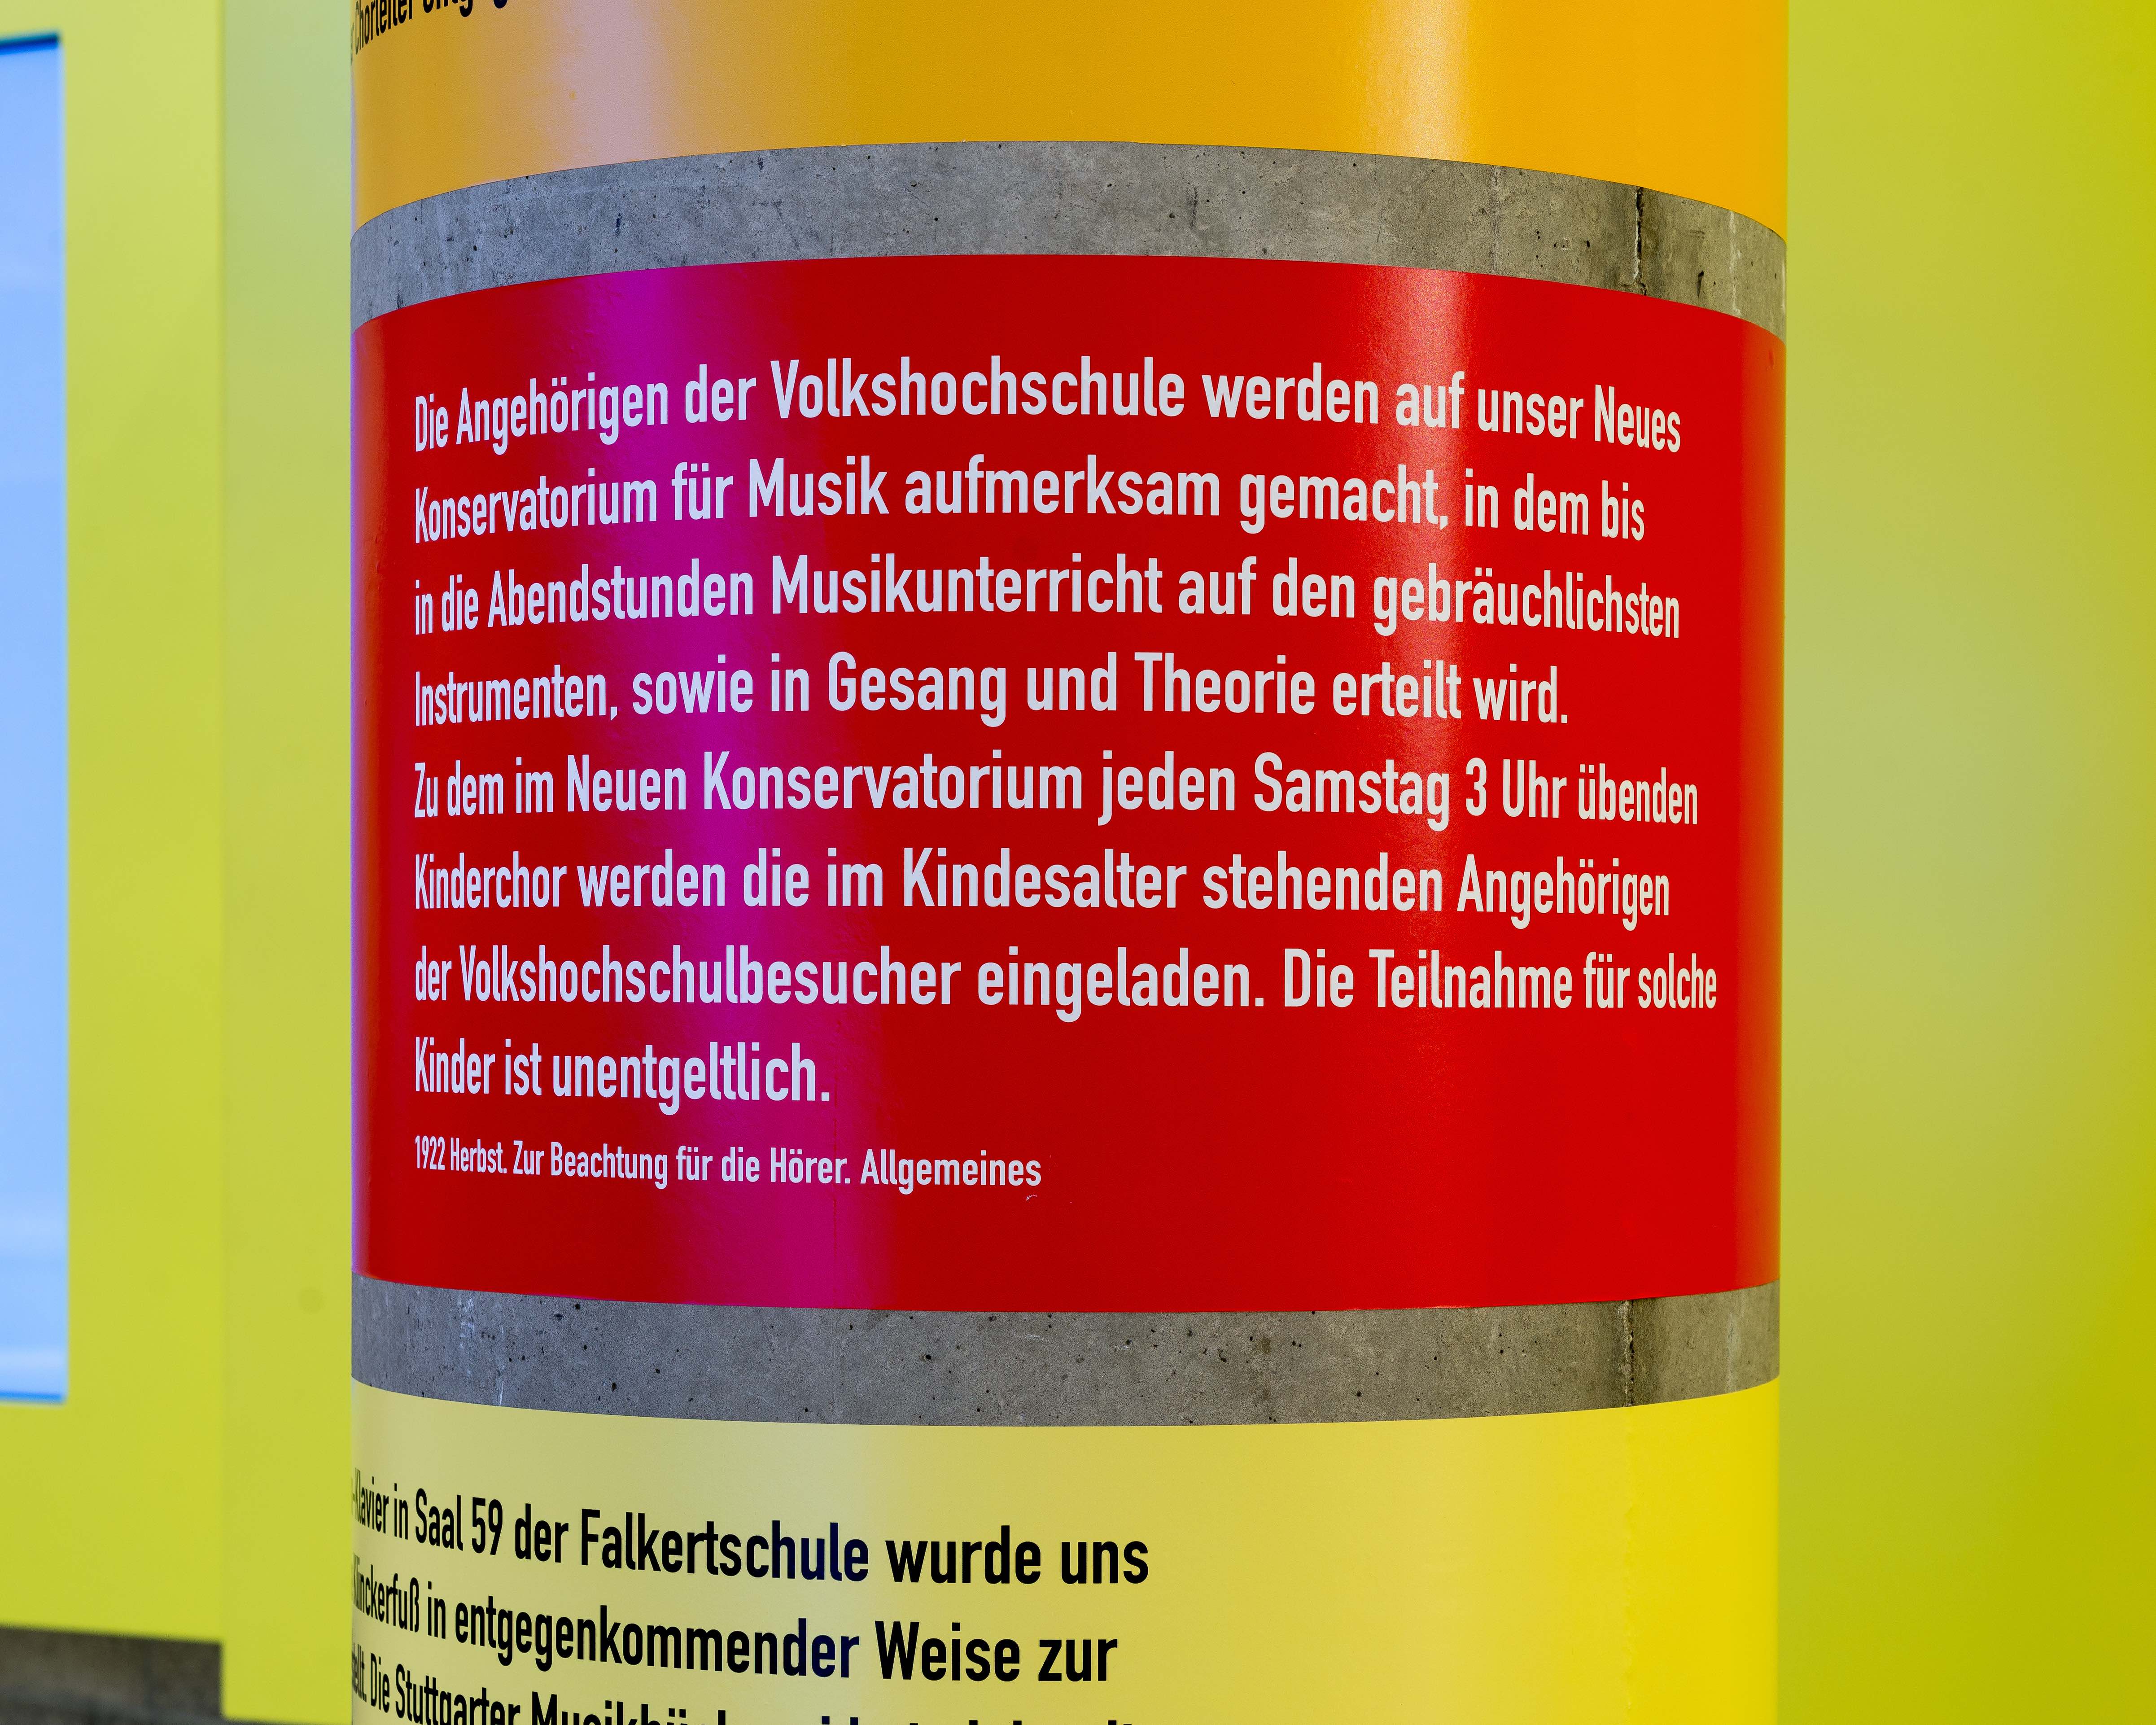 Chorleiter
Die Angehörigen der Volkshochschule werden auf unser Neues
Konservatorium für Musik aufmerksam gemacht, in dem bis
in die Abendstunden Musikunterricht auf den gebräuchlichsten
Instrumenten, sowie in Gesang und Theorie erteilt wird.
Zu dem im Neuen Konservatorium jeden Samstag 3 Uhr übenden
Kinderchor werden die im Kindesalter stehenden Angehörigen
der Volkshochschulbesucher eingeladen. Die Teilnahme für solche
Kinder ist unentgeltlich.
1922 Herbst. Zur Beachtung für die Hörer. Allgemeines
-Klavier in Saal 59 der Falkertschule wurde uns
in entgegenkommender Weise zur
Die Stuttgarter